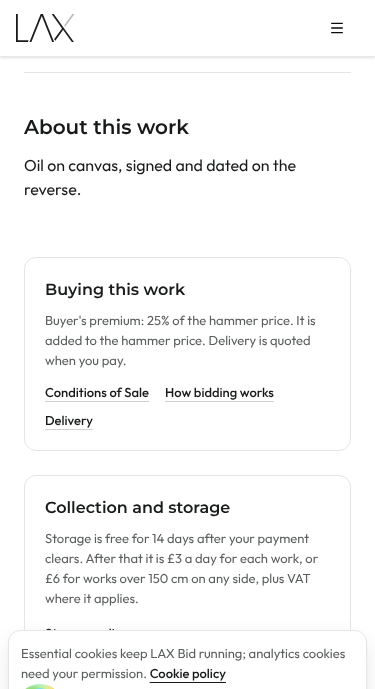 LAX
About this work
Oil on canvas, signed and dated on the
reverse.
Buying this work
Buyer's premium: 25% of the hammer price. It is
added to the hammer price. Delivery is quoted
when you pay.
Conditions of Sale How bidding works
Delivery
Collection and storage
Storage is free for 14 days after your payment
clears. After that it is £3 a day for each work, or
£6 for works over 150 cm on any side, plus VAT
where it applies.
Essential cookies keep LAX Bid running; analytics cookies
need your permission. Cookie policy